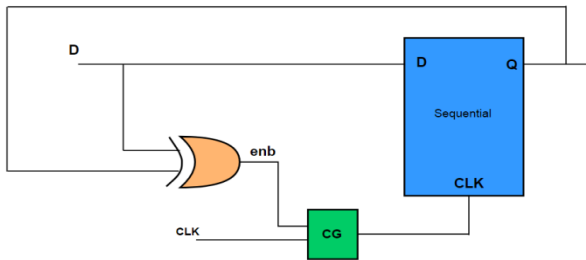 D
D Q
Sequential
enb
CLK
CLK
CG